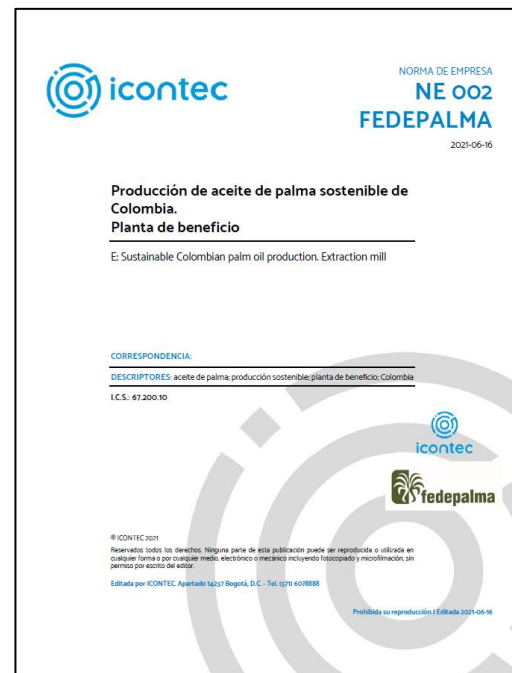 icontec
NORMA DE EMPRESA
NE 002
FEDEPALMA
2021-06-16
Producción de aceite de palma sostenible de
Colombia.
Planta de beneficio
E: Sustainable Colombian palm oil production. Extraction mill
CORRESPONDENCIA:
DESCRIPTORES: aceite de palma; producción sostenible; planta de beneficio; Colombia
I.C.S.: 67.200.10
icontec
fedepalma
® ICONTEC 2021
Reservados todos los derechos. Ninguna parte de esta publicación puede ser reproducida o utilizada en
cualquier forma o por cualquier medio, electrónico o mecánico incluyendo fotocopiado y microfilmación, sin
permiso por escrito del editor.
Editada por ICONTEC. Apartado 14237 Bogotá, D.C. - Tel. (571) 6078888
Prohibida su reproducción | Editada 2021-06-16